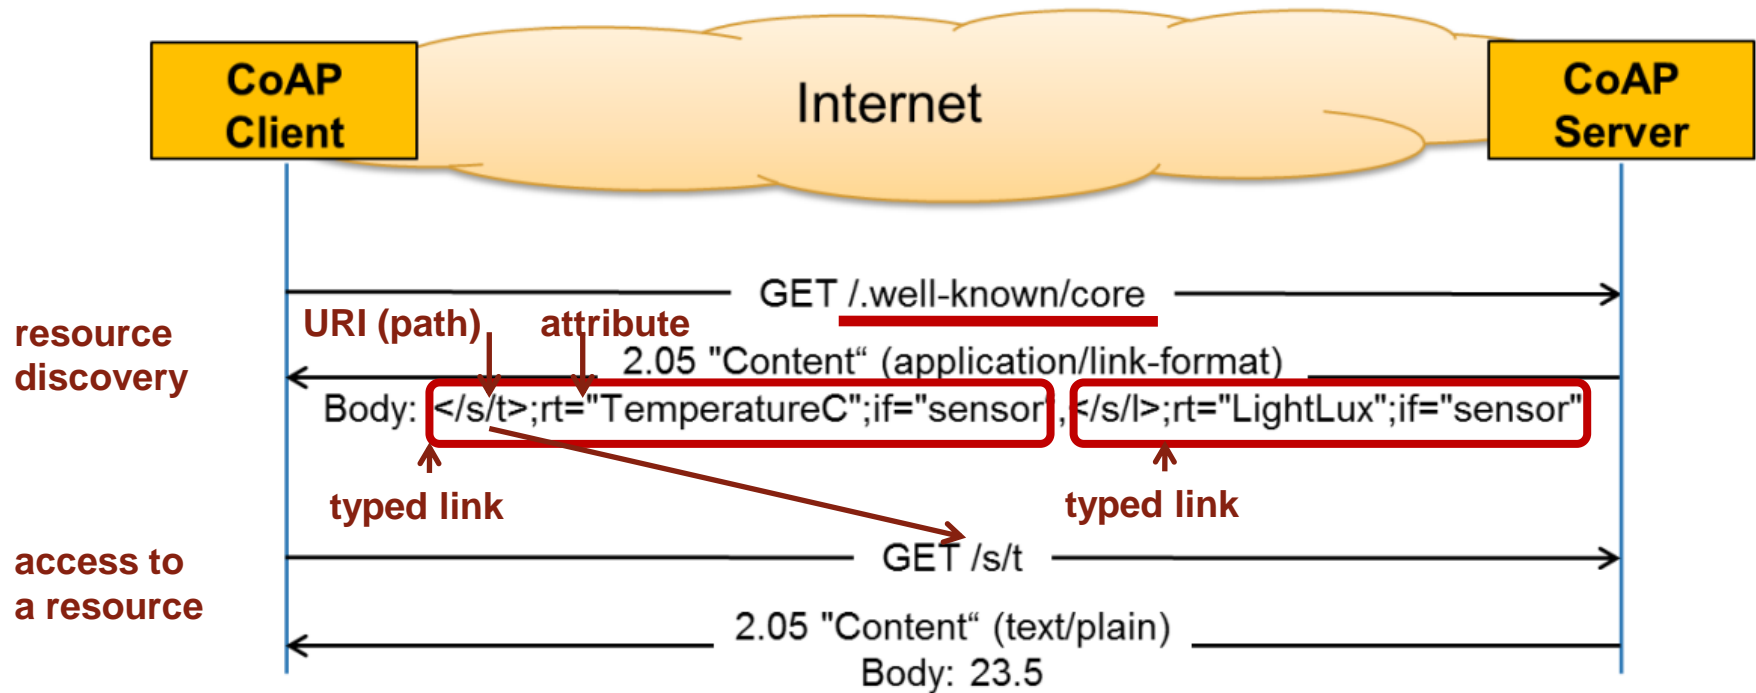 CoAP
Client
Internet
CoAP
Server
GET /.well-known/core
resource
discovery
URI (path)
attribute
2.05 "Content“ (application/link-format)
Body: </s/t>;rt="TemperatureC";if="sensor",</s/l>;rt="LightLux";if="sensor"
typed link
typed link
access to
a resource
GET /s/t
2.05 "Content“ (text/plain)
Body: 23.5